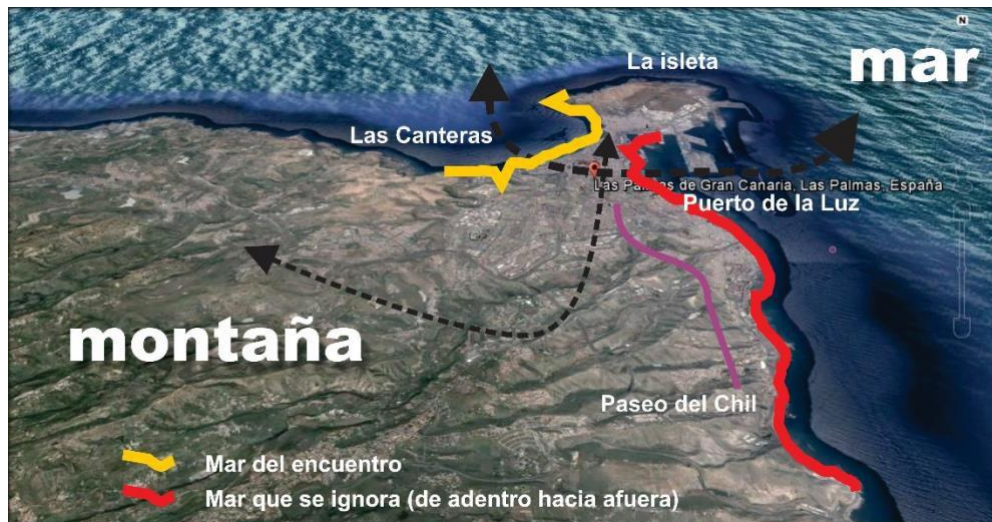 N
mar
La isleta
Las Canteras
Las Palmas de Gran Canaria, Las Palmas, España
Puerto de la Luz
montaña
Paseo del Chil
Mar del encuentro
Mar que se ignora (de adentro hacia afuera)